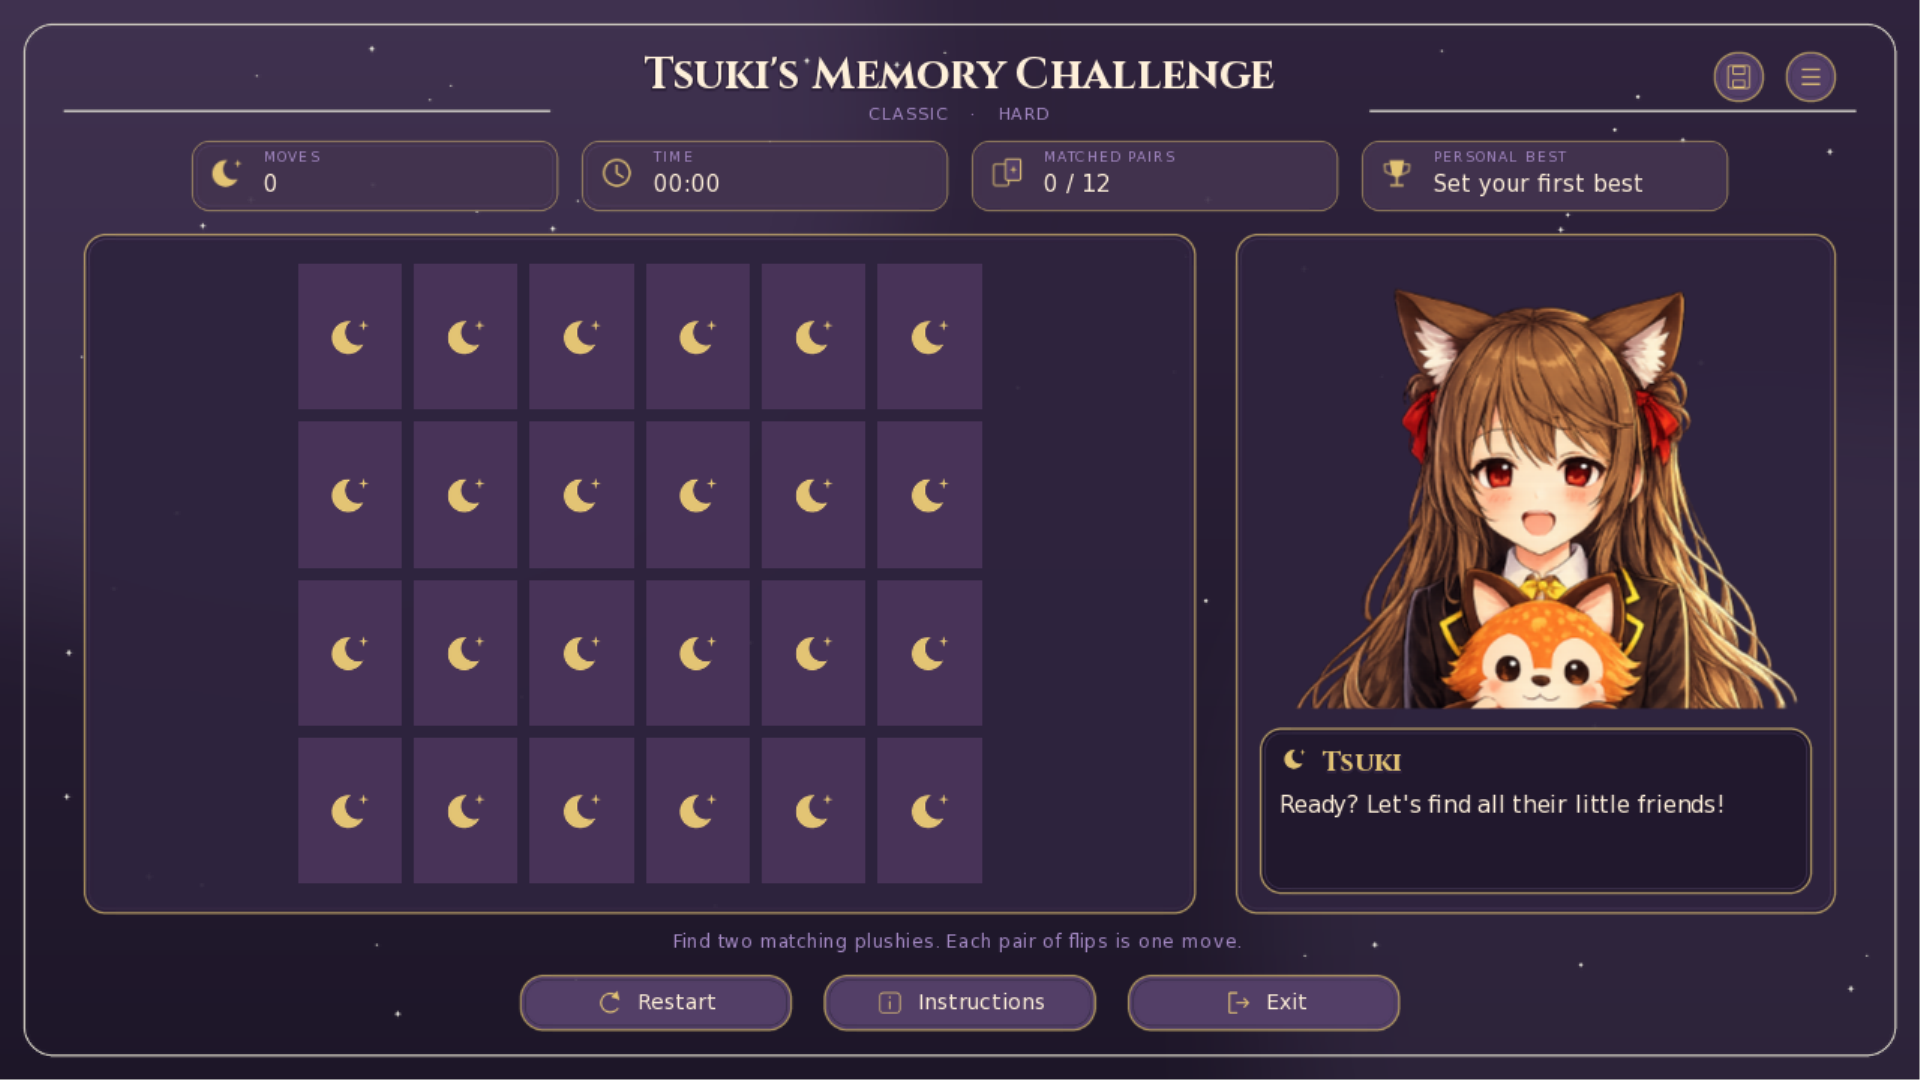 TSUKI'S MEMORY CHALLENGE
CLASSIC · HARD
MOVES
0
TIME
00:00
MATCHED PAIRS
0 / 12
PERSONAL BEST
Set your first best
TSUKI
Ready? Let's find all their little friends!
Find two matching plushies. Each pair of flips is one move.
Restart
Instructions
Exit